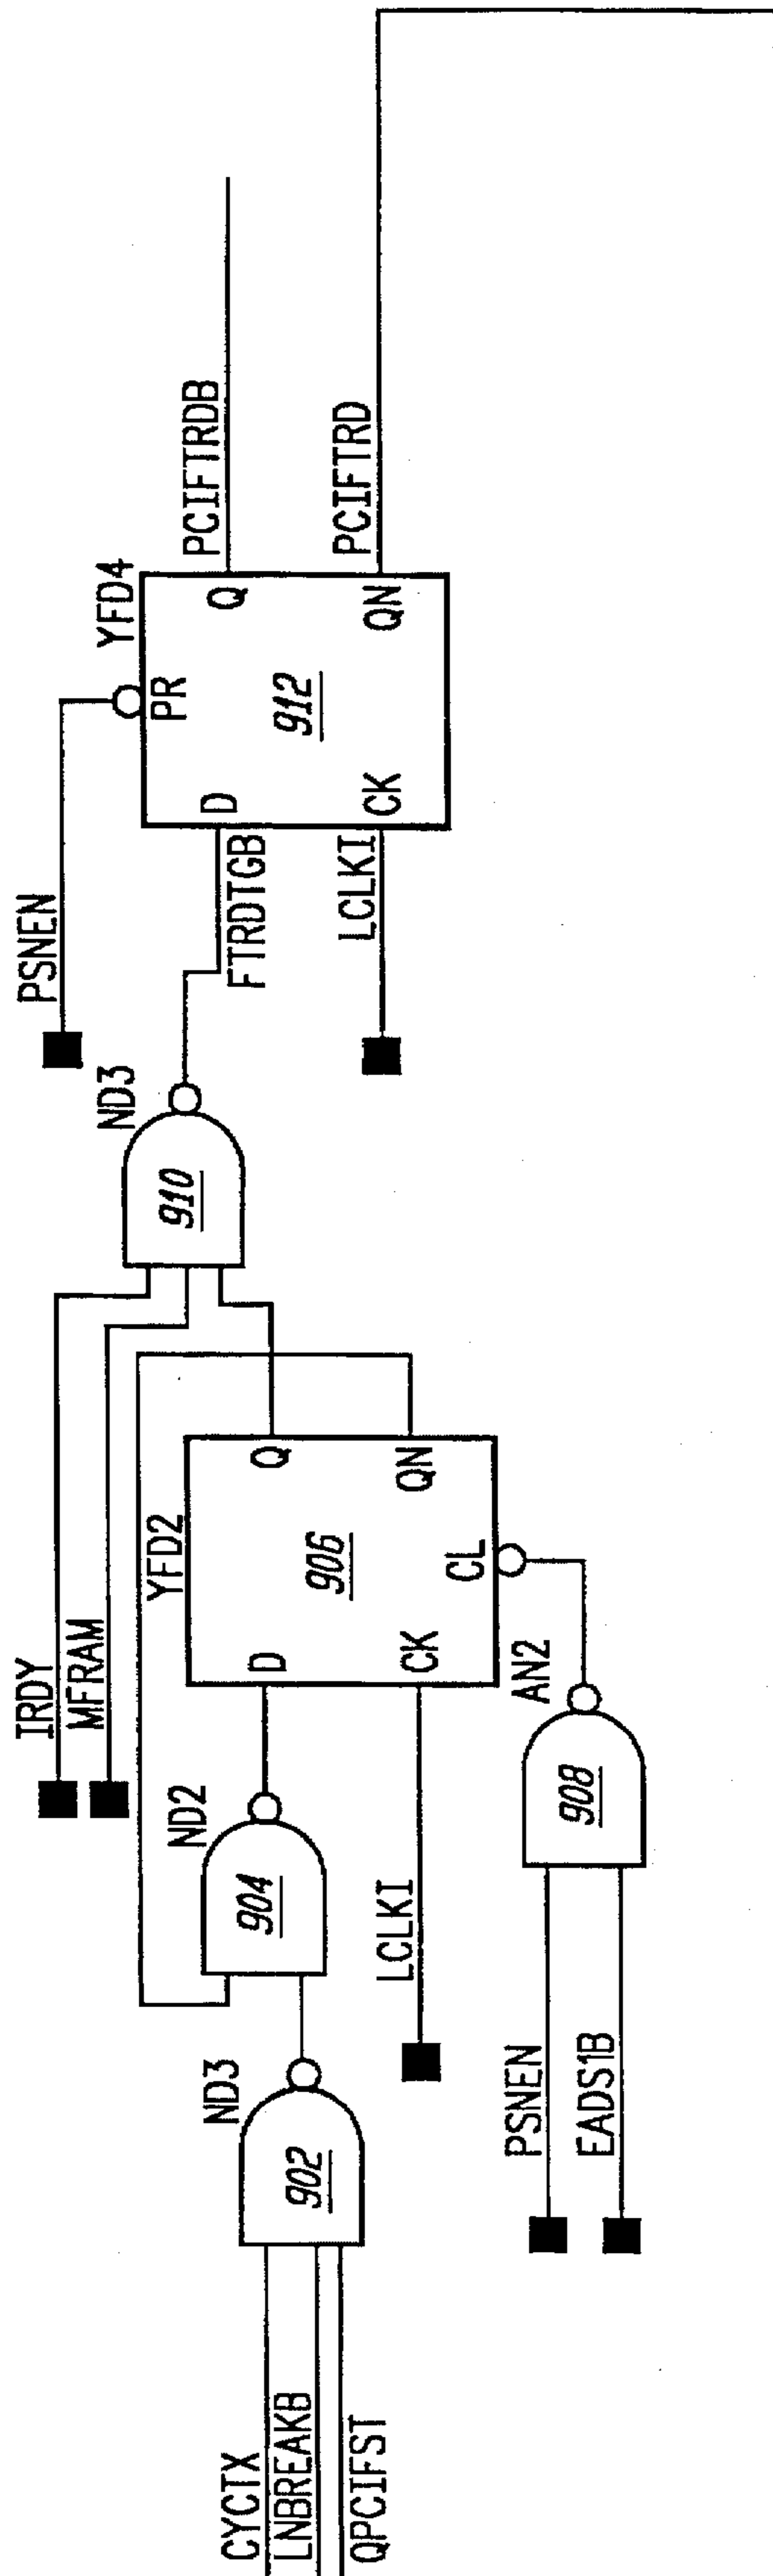 CYCTX
LNBREAKB
QPCIFST
ND3
902
ND2
904
LCLKI
PSNEN
EADS1B
AN2
908
IRDY
MFRAM
YFD2
D
Q
906
CK
CL
QN
ND3
910
PSNEN
FTRDTGB
LCLKI
YFD4
PR
D
Q
912
CK
QN
PCIFTRDB
PCIFTRD